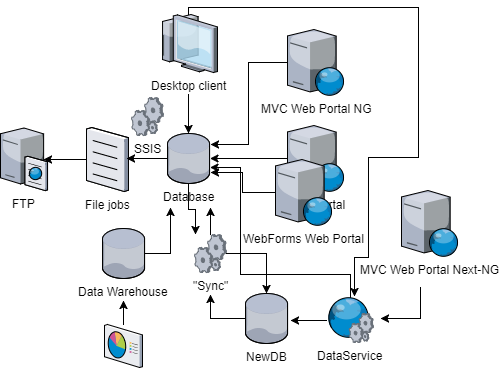 Desktop client
MVC Web Portal NG
SSIS
FTP
File jobs
Database
rtal
WebForms Web Portal
MVC Web Portal Next-NG
Data Warehouse
"Sync"
NewDB
DataService